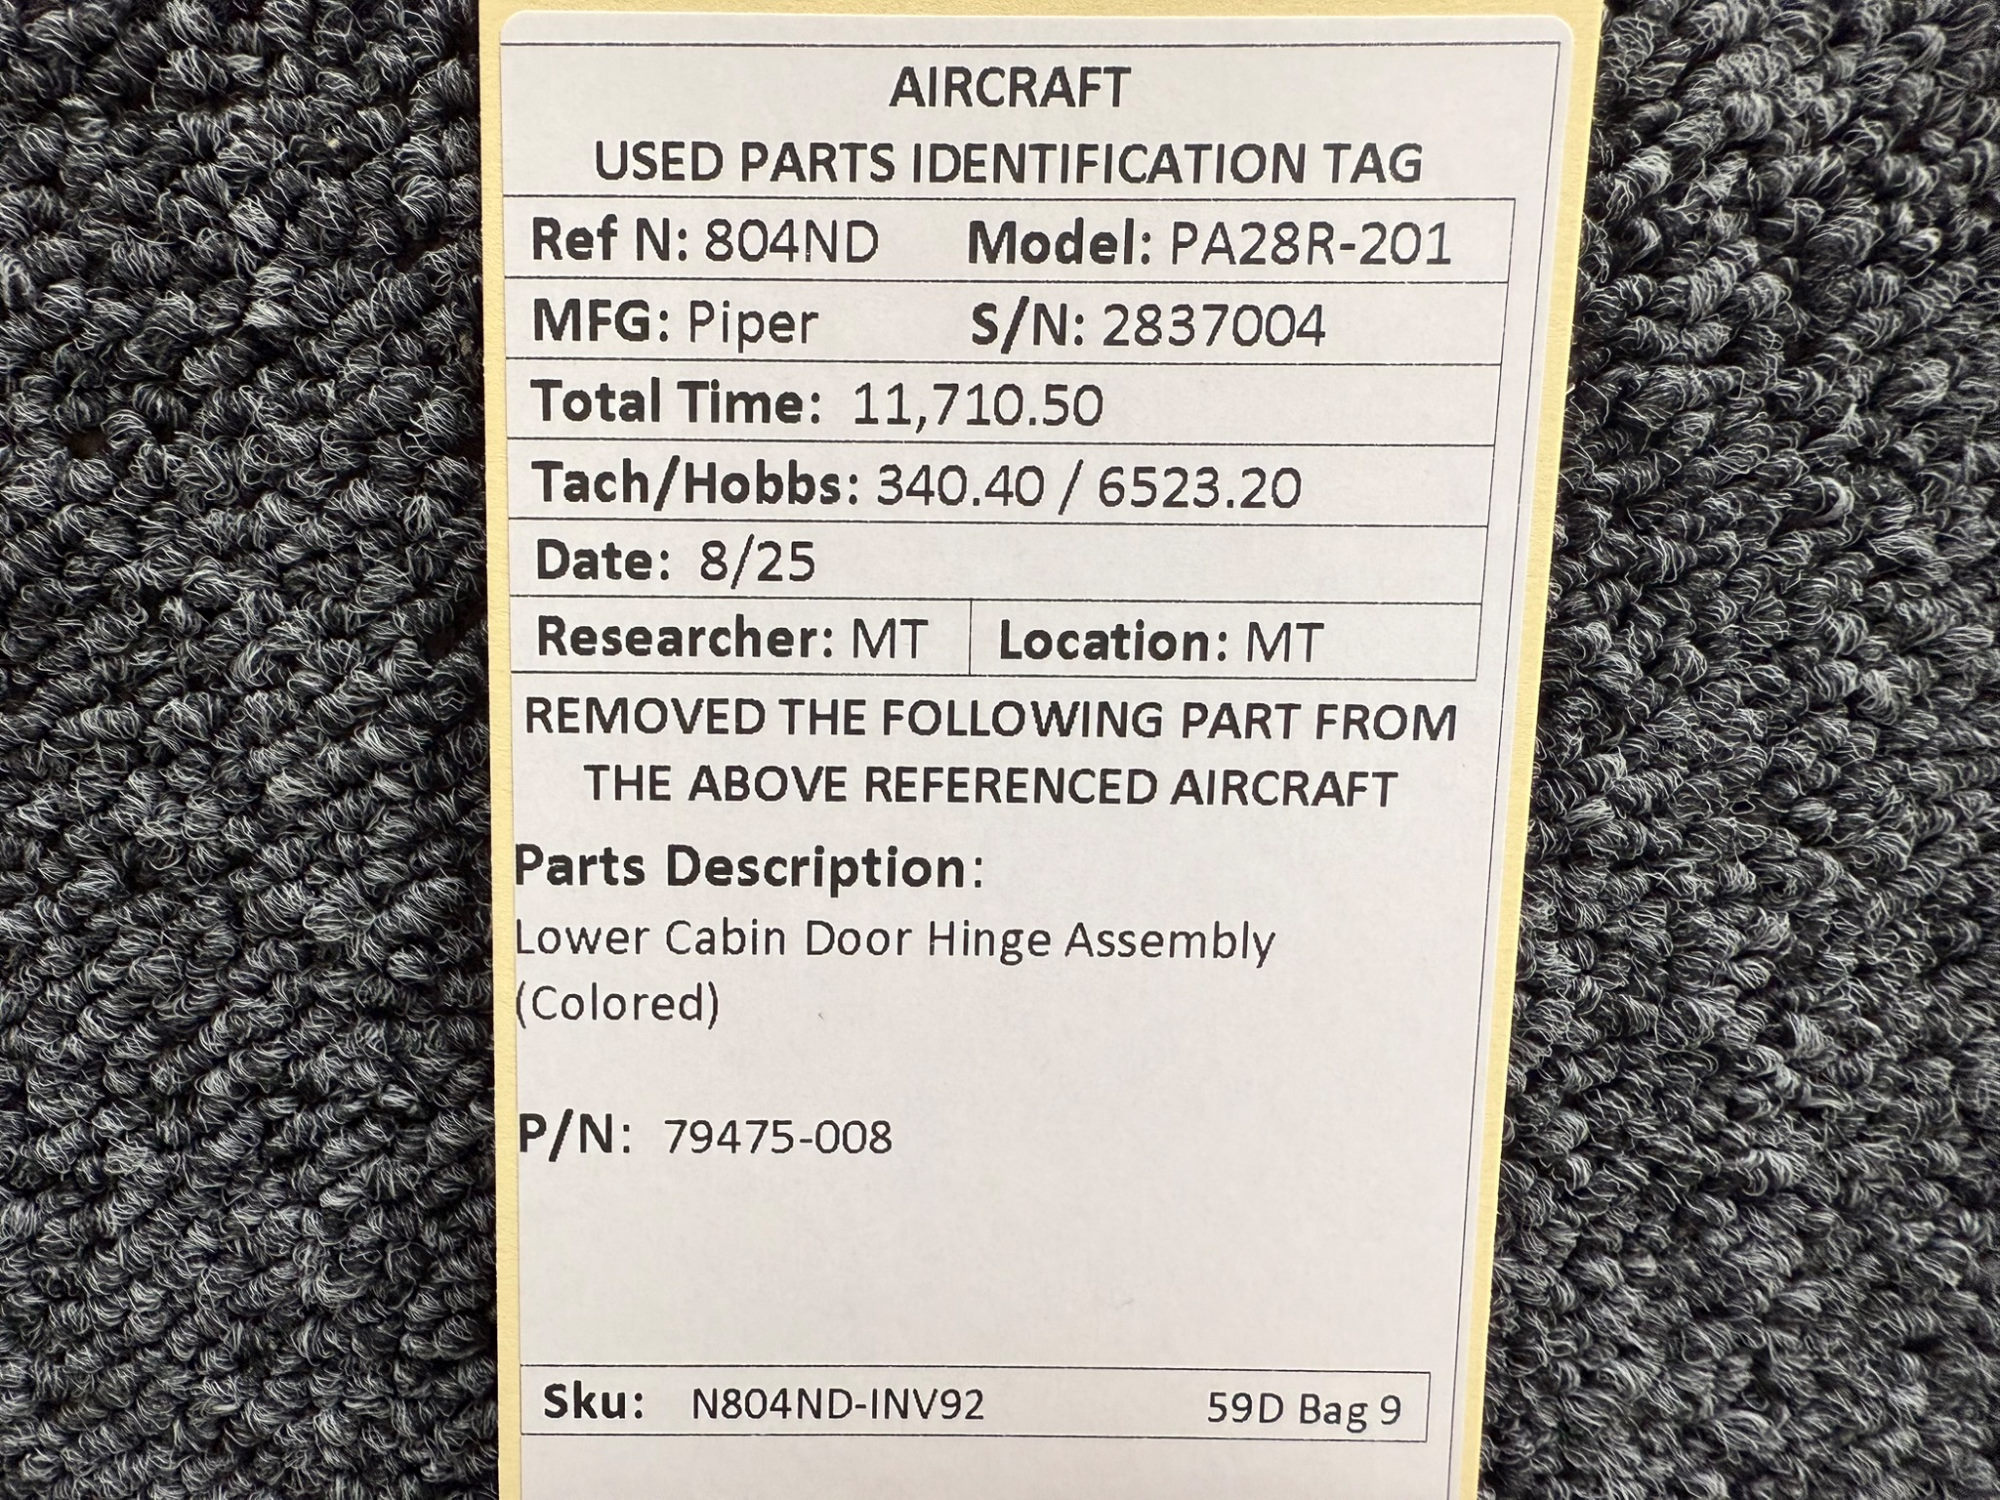 AIRCRAFT
USED PARTS IDENTIFICATION TAG
Ref N: 804ND Model: PA28R-201
MFG: Piper S/N: 2837004
Total Time: 11,710.50
Tach/Hobbs: 340.40 / 6523.20
Date: 8/25
Researcher: MT Location: MT
REMOVED THE FOLLOWING PART FROM
THE ABOVE REFERENCED AIRCRAFT
Parts Description:
Lower Cabin Door Hinge Assembly
(Colored)
P/N: 79475-008
Sku: N804ND-INV92 59D Bag 9